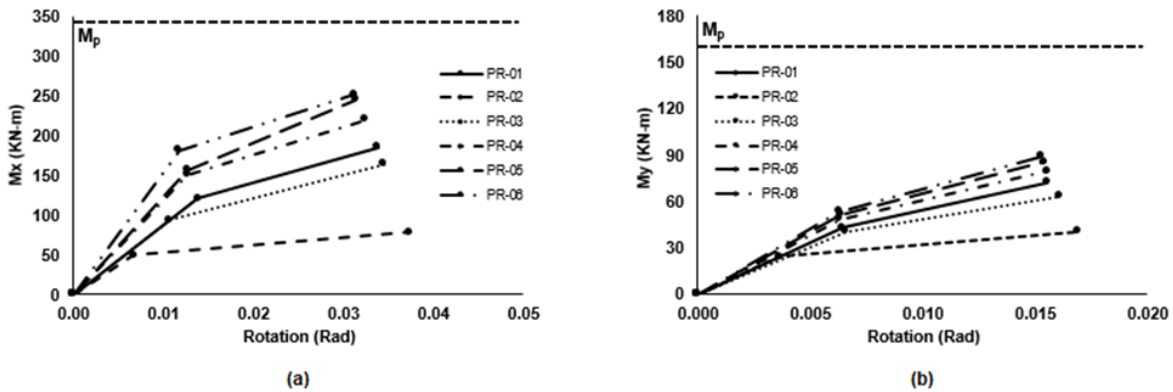 350
300
250
200
150
100
50
0
Mx (KN-m)
Mp
PR-01
PR-02
PR-03
PR-04
PR-05
PR-06
0.00 0.01 0.02 0.03 0.04 0.05
Rotation (Rad)
(a)
180
150
120
90
60
30
0
My (KN-m)
Mp
PR-01
PR-02
PR-03
PR-04
PR-05
PR-06
0.000 0.005 0.010 0.015 0.020
Rotation (Rad)
(b)